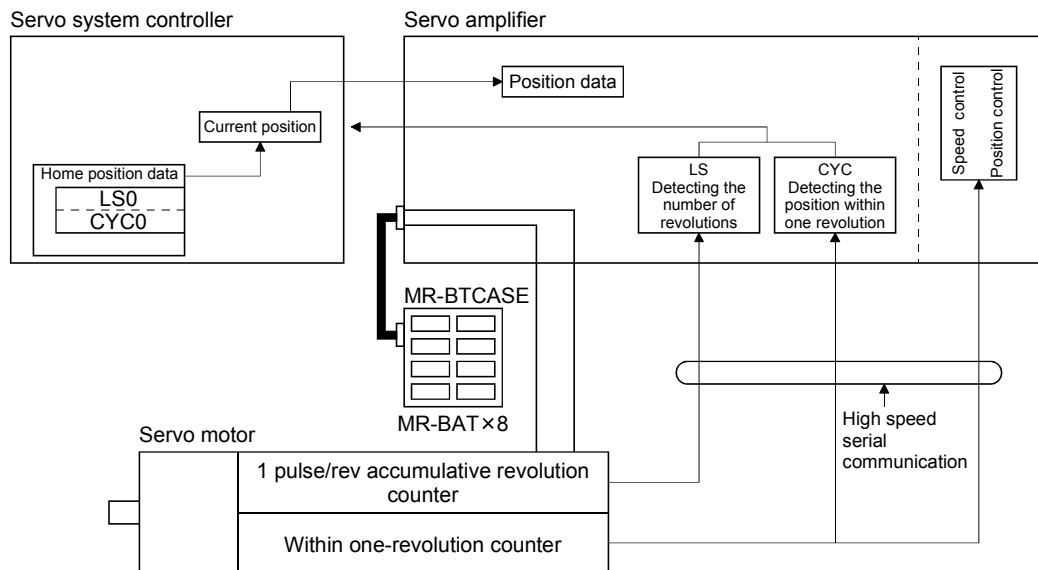 Servo system controller
Servo amplifier
Position data
Current position
Home position data
LS0
CYC0
LS
Detecting the
number of
revolutions
CYC
Detecting the
position within
one revolution
Speed control
Position control
MR-BTCASE
MR-BAT×8
High speed
serial
communication
Servo motor
1 pulse/rev accumulative revolution
counter
Within one-revolution counter